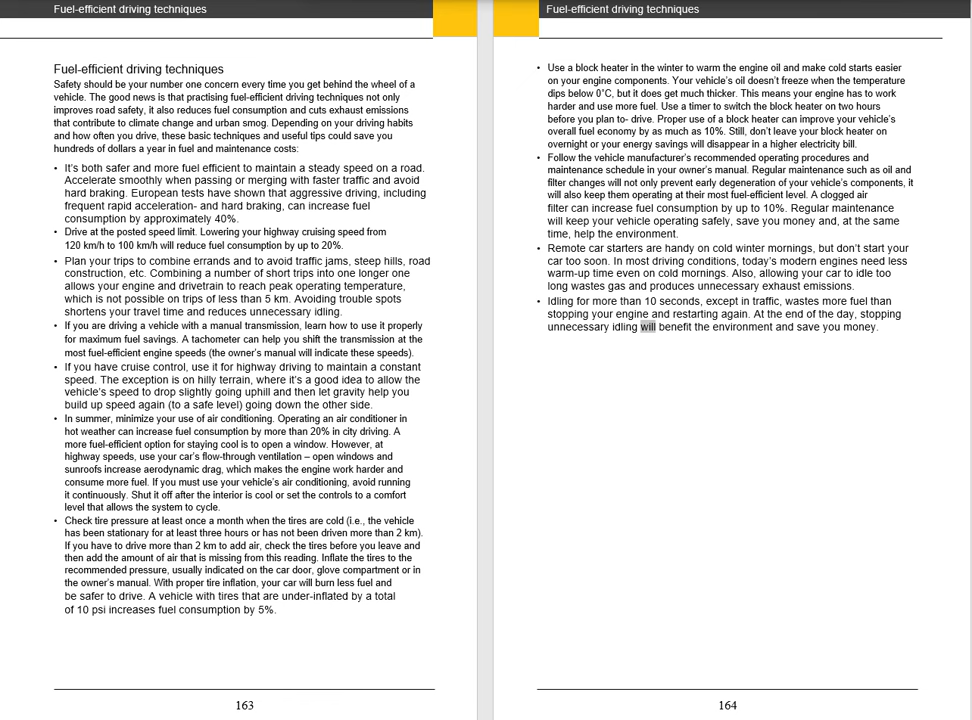 Fuel-efficient driving techniques
Fuel-efficient driving techniques
Safety should be your number one concern every time you get behind the wheel of a
vehicle. The good news is that practising fuel-efficient driving techniques not only
improves road safety, it also reduces fuel consumption and cuts exhaust emissions
that contribute to climate change and urban smog. Depending on your driving habits
and how often you drive, these basic techniques and useful tips could save you
hundreds of dollars a year in fuel and maintenance costs:
• It's both safer and more fuel efficient to maintain a steady speed on a road.
Accelerate smoothly when passing or merging with faster traffic and avoid
hard braking. European tests have shown that aggressive driving, including
frequent rapid acceleration- and hard braking, can increase fuel
consumption by approximately 40%.
• Drive at the posted speed limit. Lowering your highway cruising speed from
120 km/h to 100 km/h will reduce fuel consumption by up to 20%.
• Plan your trips to combine errands and to avoid traffic jams, steep hills, road
construction, etc. Combining a number of short trips into one longer one
allows your engine and drivetrain to reach peak operating temperature,
which is not possible on trips of less than 5 km. Avoiding trouble spots
shortens your travel time and reduces unnecessary idling.
• If you are driving a vehicle with a manual transmission, learn how to use it properly
for maximum fuel savings. A tachometer can help you shift the transmission at the
most fuel-efficient engine speeds (the owner's manual will indicate these speeds).
• If you have cruise control, use it for highway driving to maintain a constant
speed. The exception is on hilly terrain, where it's a good idea to allow the
vehicle's speed to drop slightly going uphill and then let gravity help you
build up speed again (to a safe level) going down the other side.
• In summer, minimize your use of air conditioning. Operating an air conditioner in
hot weather can increase fuel consumption by more than 20% in city driving. A
more fuel-efficient option for staying cool is to open a window. However, at
highway speeds, use your car's flow-through ventilation – open windows and
sunroofs increase aerodynamic drag, which makes the engine work harder and
consume more fuel. If you must use your vehicle's air conditioning, avoid running
it continuously. Shut it off after the interior is cool or set the controls to a comfort
level that allows the system to cycle.
• Check tire pressure at least once a month when the tires are cold (i.e., the vehicle
has been stationary for at least three hours or has not been driven more than 2 km).
If you have to drive more than 2 km to add air, check the tires before you leave and
then add the amount of air that is missing from this reading. Inflate the tires to the
recommended pressure, usually indicated on the car door, glove compartment or in
the owner's manual. With proper tire inflation, your car will burn less fuel and
be safer to drive. A vehicle with tires that are under-inflated by a total
of 10 psi increases fuel consumption by 5%.
163
Fuel-efficient driving techniques
• Use a block heater in the winter to warm the engine oil and make cold starts easier
on your engine components. Your vehicle's oil doesn't freeze when the temperature
dips below 0°C, but it does get much thicker. This means your engine has to work
harder and use more fuel. Use a timer to switch the block heater on two hours
before you plan to- drive. Proper use of a block heater can improve your vehicle's
overall fuel economy by as much as 10%. Still, don't leave your block heater on
overnight or your energy savings will disappear in a higher electricity bill.
• Follow the vehicle manufacturer's recommended operating procedures and
maintenance schedule in your owner's manual. Regular maintenance such as oil and
filter changes will not only prevent early degeneration of your vehicle's components, it
will also keep them operating at their most fuel-efficient level. A clogged air
filter can increase fuel consumption by up to 10%. Regular maintenance
will keep your vehicle operating safely, save you money and, at the same
time, help the environment.
• Remote car starters are handy on cold winter mornings, but don't start your
car too soon. In most driving conditions, today's modern engines need less
warm-up time even on cold mornings. Also, allowing your car to idle too
long wastes gas and produces unnecessary exhaust emissions.
• Idling for more than 10 seconds, except in traffic, wastes more fuel than
stopping your engine and restarting again. At the end of the day, stopping
unnecessary idling will benefit the environment and save you money.
164